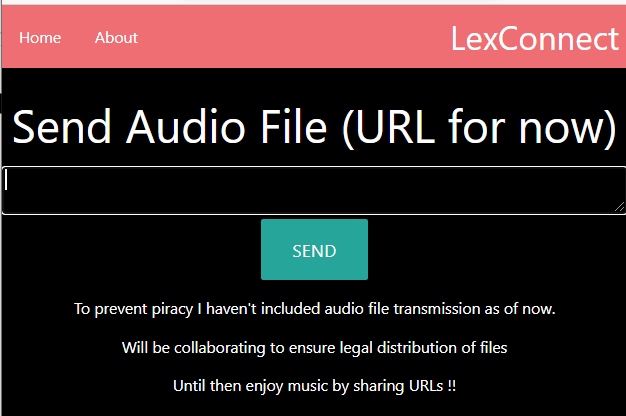 Home About LexConnect
Send Audio File (URL for now)
SEND
To prevent piracy I haven't included audio file transmission as of now.
Will be collaborating to ensure legal distribution of files
Until then enjoy music by sharing URLs !!